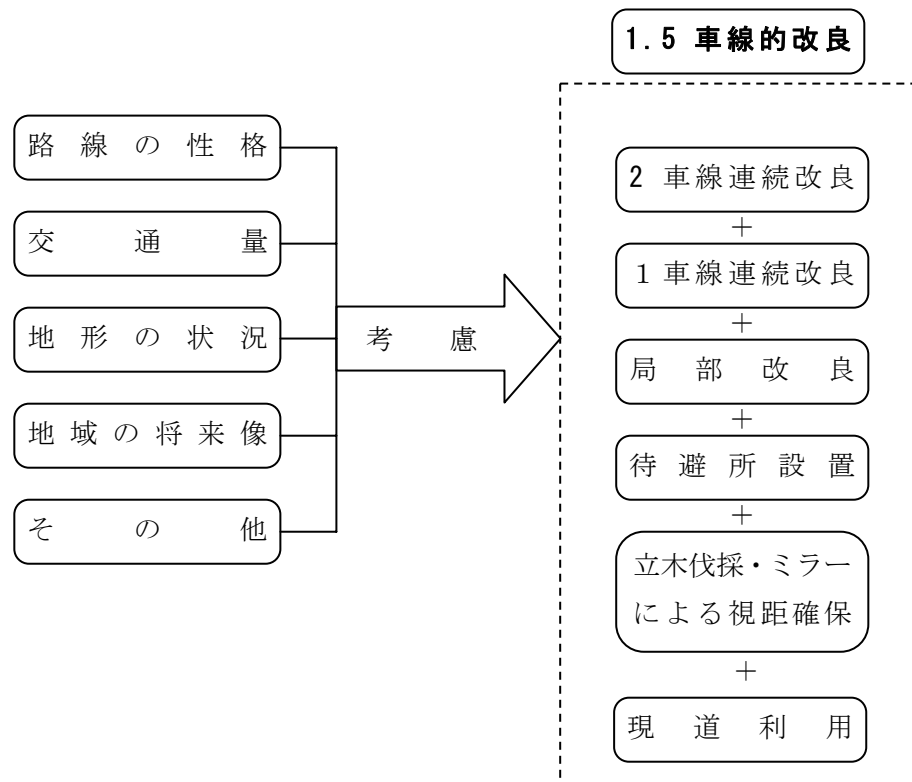 1.5 車線的改良
路線の性格
交通量
地形の状況
地域の将来像
その他
考慮
2 車線連続改良
+
1 車線連続改良
+
局部改良
+
待避所設置
+
立木伐採・ミラー
による視距確保
+
現道利用